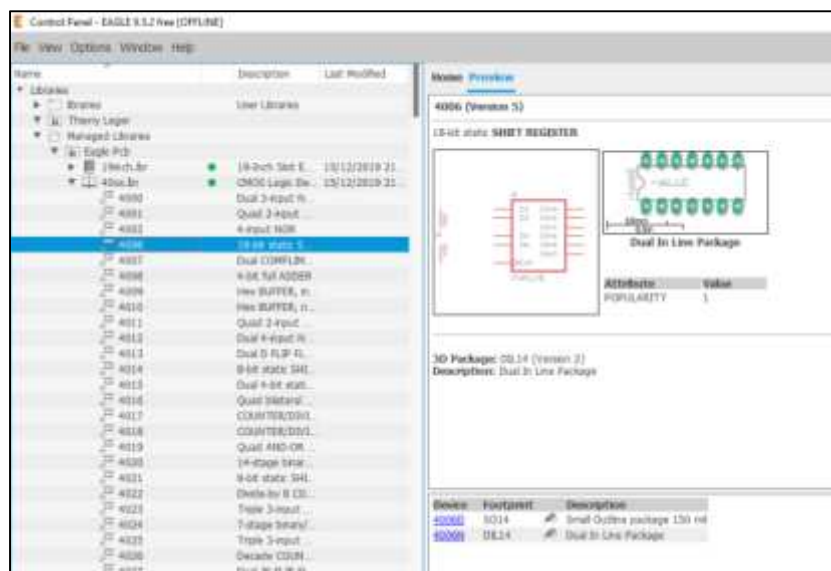 Control Panel - EAGLE 9.5.2 free [OFFLINE]
File View Options Window Help
Name Description Last Modified
Libraries
libraries User Libraries
Thierry Leger
Managed Libraries
Eagle Pcb
19inch.lbr 19-Inch Slot E... 15/12/2019 21...
40xx.lbr CMOS Logic De... 15/12/2019 21...
4000 Dual 3-input N...
4001 Quad 2-input ...
4002 4-input NOR
4006 18-bit static S...
4007 Dual COMPLIM...
4008 4-bit full ADDER
4009 Hex BUFFER, in...
4010 Hex BUFFER, n...
4011 Quad 2-input ...
4012 Dual 4-input N...
4013 Dual D FLIP FL...
4014 8-bit static SHI...
4015 Dual 4-bit stati...
4016 Quad bilateral ...
4017 COUNTER/DIVI...
4018 COUNTER/DIVI...
4019 Quad AND-OR ...
4020 14-stage binar...
4021 8-bit static SHI...
4022 Divide by 8 CO...
4023 Triple 3-input ...
4024 7-stage binary/...
4025 Triple 3-input ...
4026 Decade COUN...
Home Preview
4006 (Version 5)
18-bit static SHIFT REGISTER
>VALUE
>VALUE
10mm
Dual In Line Package
Attribute Value
POPULARITY 1
3D Package: DIL14 (Version 2)
Description: Dual In Line Package
Device Footprint Description
4006D SO14 Small Outline package 150 mil
4006N DIL14 Dual In Line Package